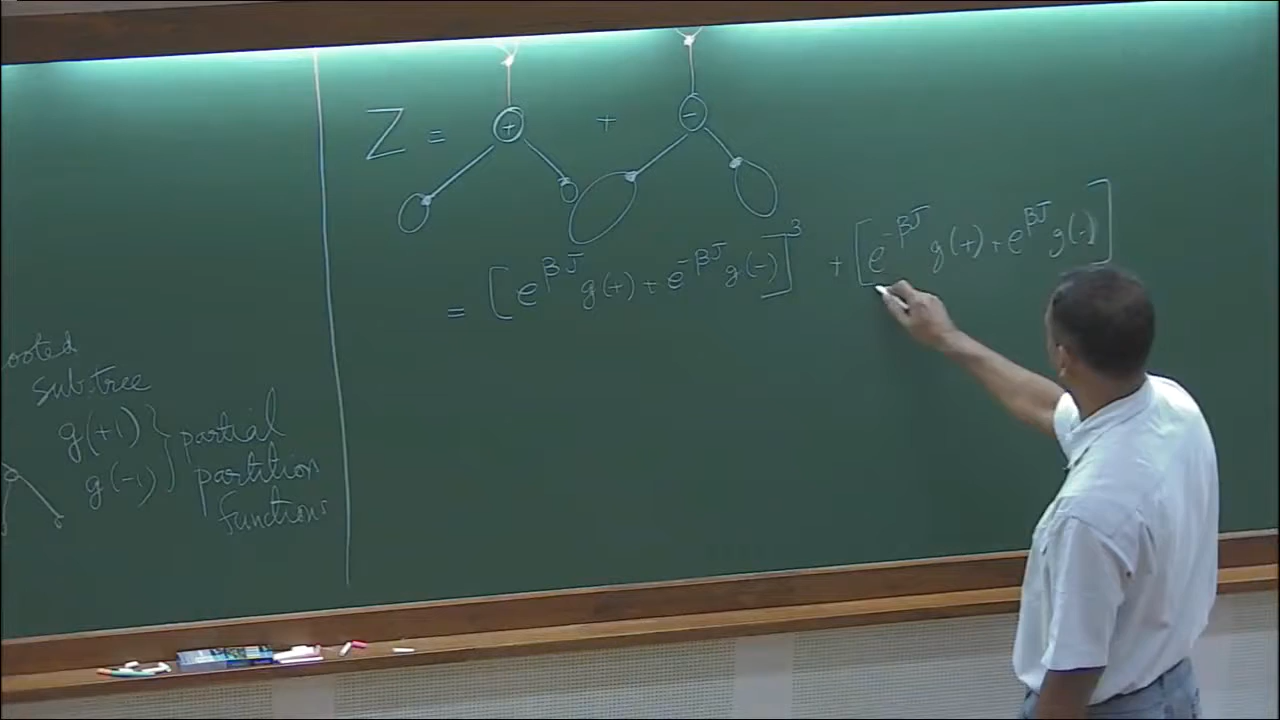 ooted
sub.tree
g(+1) } partial
g(-1) partition
functions
Z = + + -
= [e^{βJ} g(+) + e^{-βJ} g(-)]^3 + [e^{-βJ} g(+) + e^{βJ} g(-)]